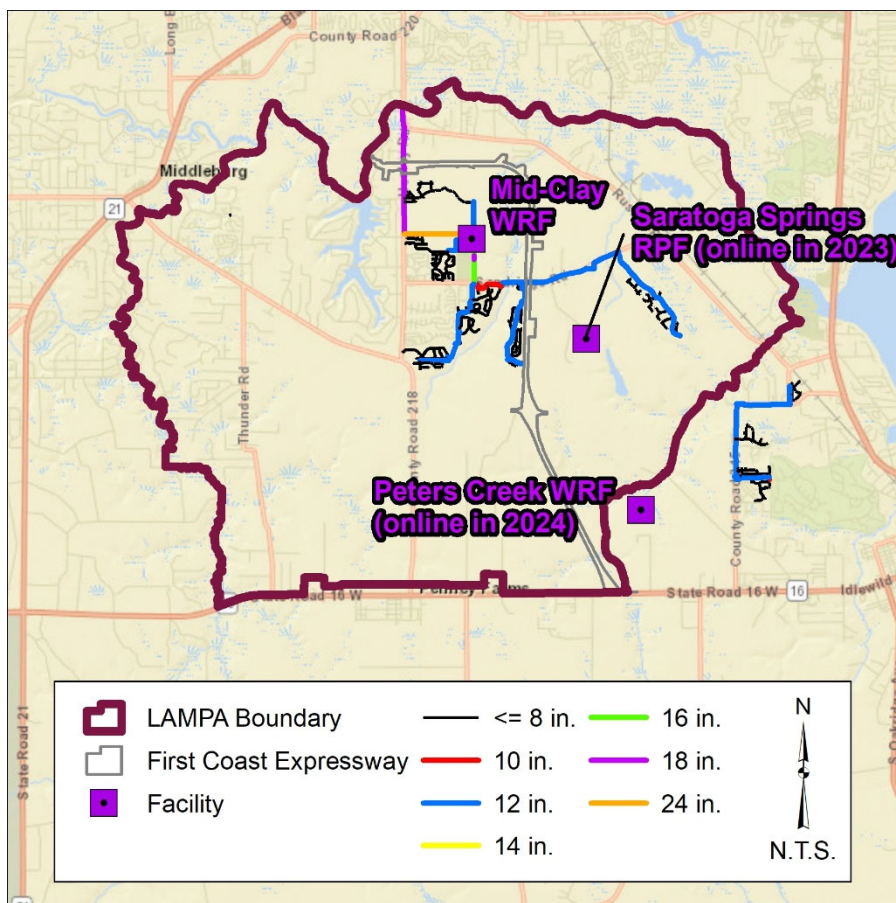 County Road 220
Middleburg
21
Mid-Clay
WRF
Saratoga Springs
RPF (online in 2023)
Thunder Rd
County Road 218
Peters Creek WRF
(online in 2024)
County Road
Penney Farms
State Road 16 W
State Road 16 W
16
Idlewild
State Road 21
LAMPA Boundary
First Coast Expressway
Facility
<= 8 in.
10 in.
12 in.
14 in.
16 in.
18 in.
24 in.
N
N.T.S.